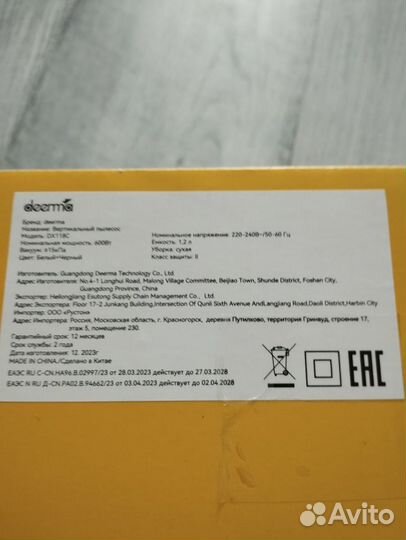 deerma
Бренд: deerma
Название: Вертикальный пылесос
Модель: DX118C
Номинальная мощность: 600Вт
Вакуум: ≥15кПа
Цвет: Белый+Черный
Номинальное напряжение: 220-240В~/50-60 Гц
Емкость: 1,2 л
Уборка: сухая
Класс защиты: II
Изготовитель: Guangdong Deerma Technology Co., Ltd.
Адрес: Изготовителя: No.4-1 Longhui Road, Malong Village Committee, Beijiao Town, Shunde District, Foshan City,
Guangdong Province, China
Экспортер: Heilongjiang Esutong Supply Chain Management Co., Ltd.
Адрес: Экспортера: Floor 17-2 Junkang Building,Intersection Of Qunli Sixth Avenue AndLangjiang Road,Daoli District,Harbin City
Импортер: ООО «Рустон»
Адрес: Импортера: Россия, Московская область, г. Красногорск, деревня Путилково, территория Гринвуд, строение 17,
этаж 5, помещение 230.
Гарантийный срок: 12 месяцев
Срок службы: 2 года
Дата изготовления: 12. 2023г
MADE IN CHINA./Сделано в Китае
ЕАЭС RU С-CN.НА96.В.02997/23 от 28.03.2023 действует до 27.03.2028
ЕАЭС N RU Д-CN.РА02.В.94662/23 от 03.04.2023 действует до 02.04.2028
EAC
Avito